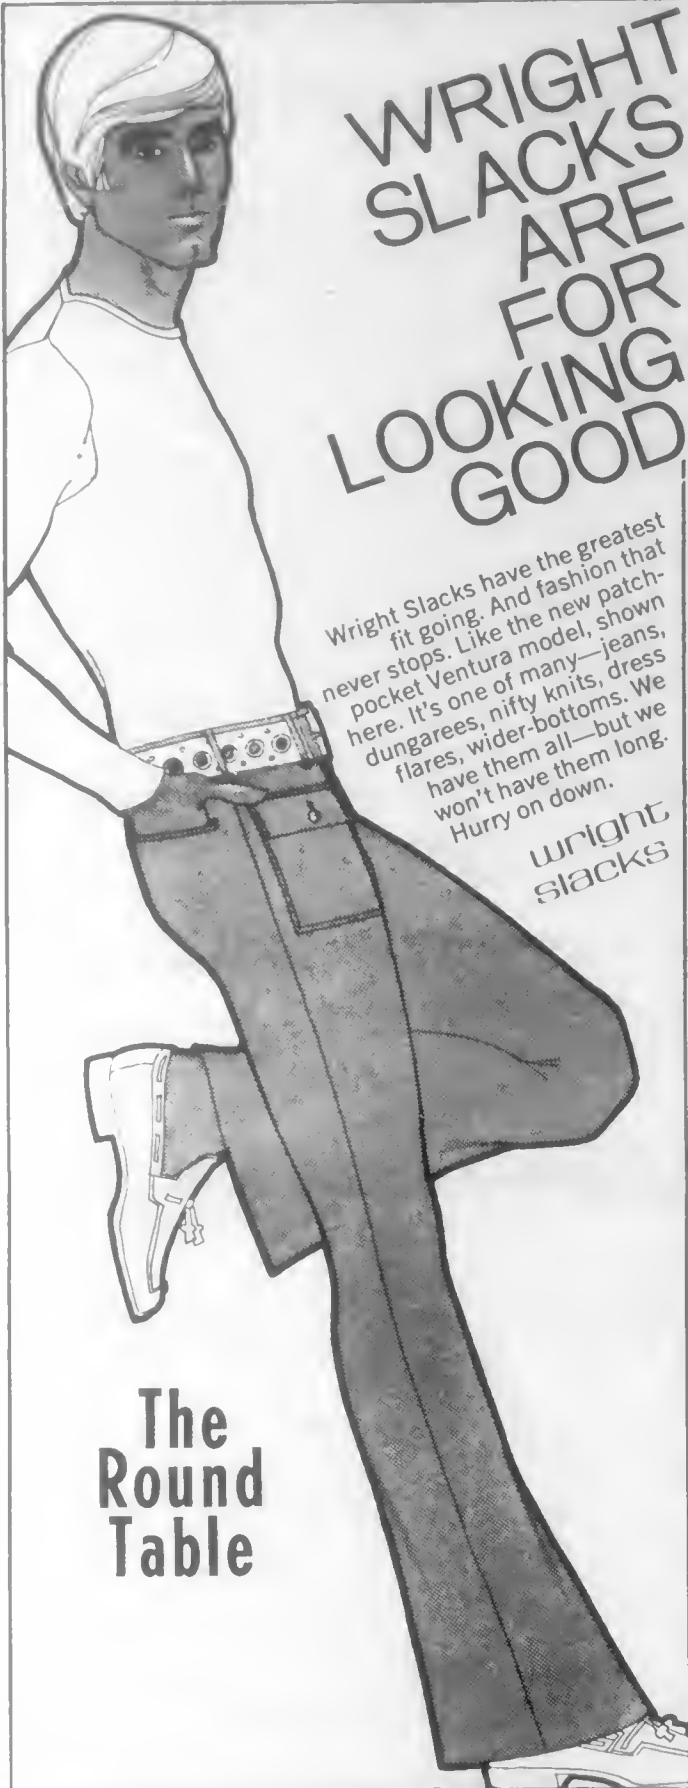 WRIGHT
SLACKS
ARE
FOR
LOOKING
GOOD
Wright Slacks have the greatest
fit going. And fashion that
never stops. Like the new patch-
pocket Ventura model, shown
here. It's one of many—jeans,
dungarees, nifty knits, dress
flares, wider-bottoms. We
have them all—but we
won't have them long.
Hurry on down.
wright
slacks
The
Round
Table